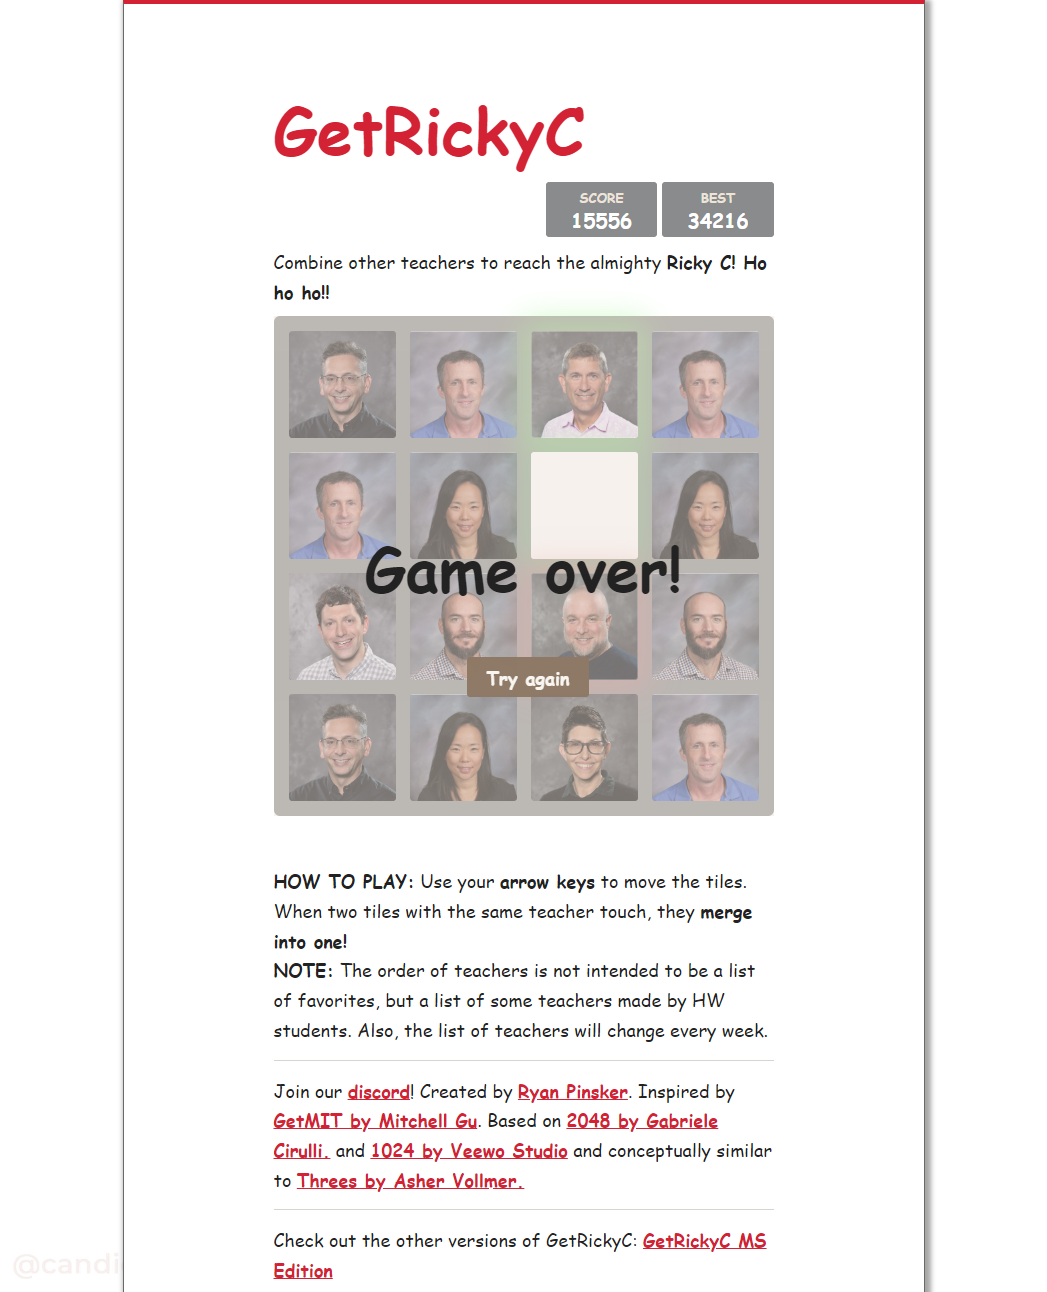 GetRickyC
SCORE
15556
BEST
34216
Combine other teachers to reach the almighty Ricky C! Ho
ho ho!!
Game over!
Try again
HOW TO PLAY: Use your arrow keys to move the tiles.
When two tiles with the same teacher touch, they merge
into one!
NOTE: The order of teachers is not intended to be a list
of favorites, but a list of some teachers made by HW
students. Also, the list of teachers will change every week.
Join our discord! Created by Ryan Pinsker. Inspired by
GetMIT by Mitchell Gu. Based on 2048 by Gabriele
Cirulli. and 1024 by Veewo Studio and conceptually similar
to Threes by Asher Vollmer.
Check out the other versions of GetRickyC: GetRickyC MS
Edition